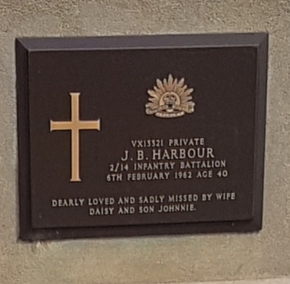 VX15521 PRIVATE
J. B. HARBOUR
2/14 INFANTRY BATTALION
6TH FEBRUARY 1962 AGE 40
DEARLY LOVED AND SADLY MISSED BY WIFE
DAISY AND SON JOHNNIE.